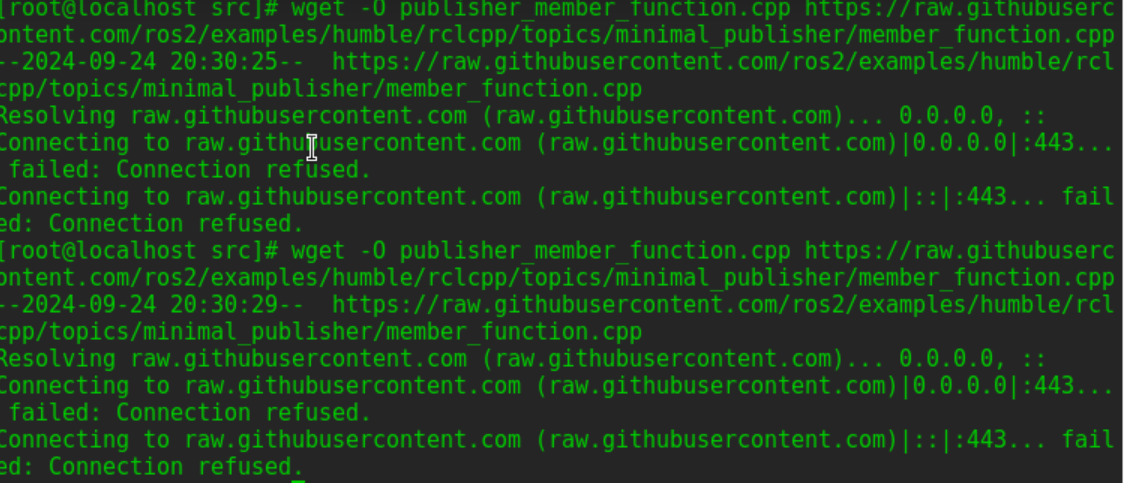 [root@localhost src]# wget -O publisher_member_function.cpp https://raw.githubuserc
ontent.com/ros2/examples/humble/rclcpp/topics/minimal_publisher/member_function.cpp
--2024-09-24 20:30:25--  https://raw.githubusercontent.com/ros2/examples/humble/rcl
cpp/topics/minimal_publisher/member_function.cpp
Resolving raw.githubusercontent.com (raw.githubusercontent.com)... 0.0.0.0, ::
Connecting to raw.githubusercontent.com (raw.githubusercontent.com)|0.0.0.0|:443...
 failed: Connection refused.
Connecting to raw.githubusercontent.com (raw.githubusercontent.com)|::|:443... fail
ed: Connection refused.
[root@localhost src]# wget -O publisher_member_function.cpp https://raw.githubuserc
ontent.com/ros2/examples/humble/rclcpp/topics/minimal_publisher/member_function.cpp
--2024-09-24 20:30:29--  https://raw.githubusercontent.com/ros2/examples/humble/rcl
cpp/topics/minimal_publisher/member_function.cpp
Resolving raw.githubusercontent.com (raw.githubusercontent.com)... 0.0.0.0, ::
Connecting to raw.githubusercontent.com (raw.githubusercontent.com)|0.0.0.0|:443...
 failed: Connection refused.
Connecting to raw.githubusercontent.com (raw.githubusercontent.com)|::|:443... fail
ed: Connection refused.